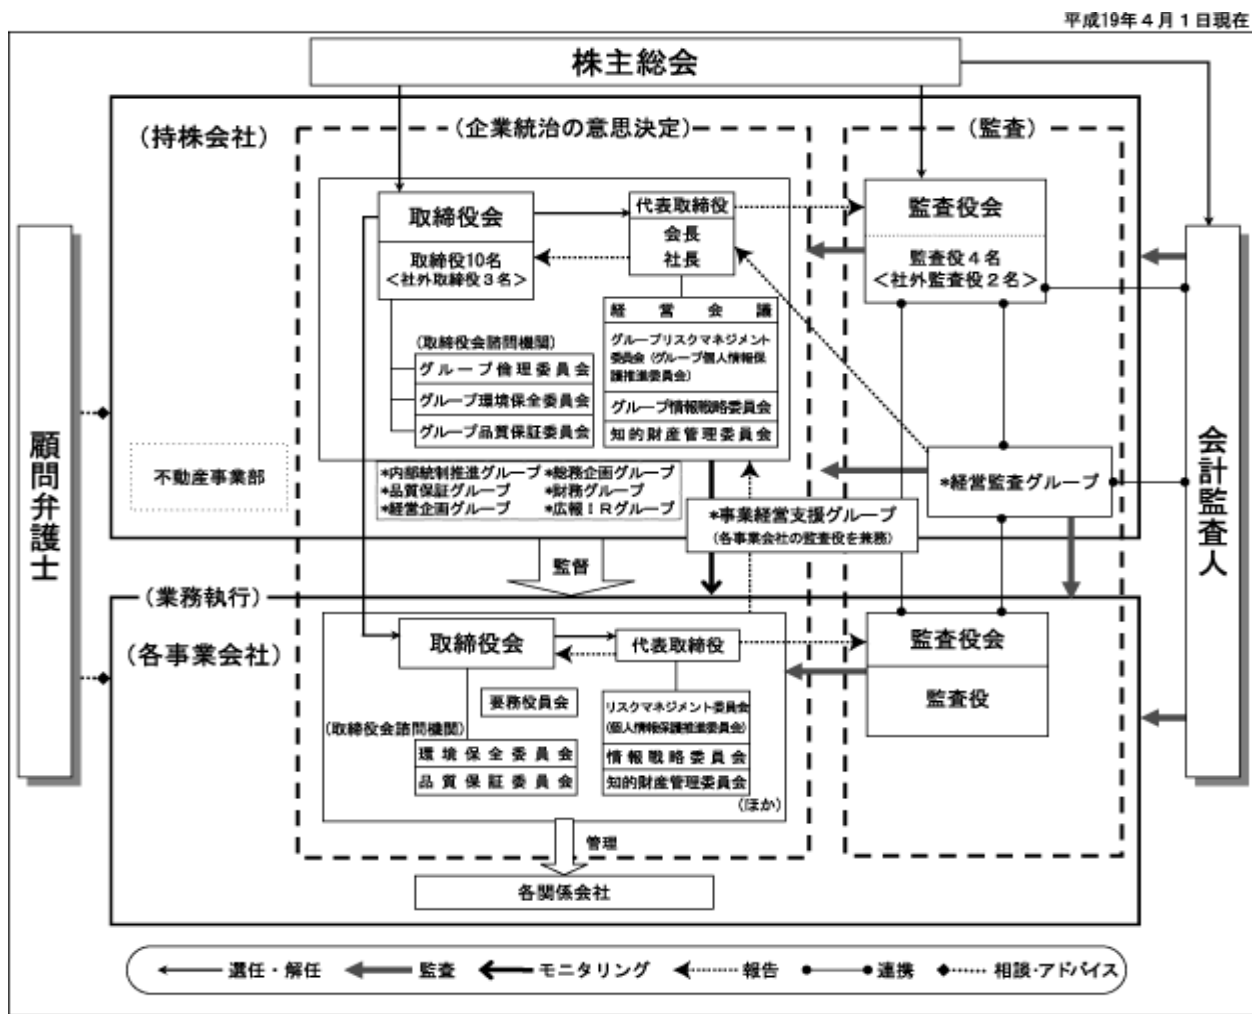 平成19年４月１日現在
株主総会
(持株会社)
(企業統治の意思決定)
(監査)
取締役会
取締役10名
＜社外取締役３名＞
代表取締役
会長
社長
監査役会
監査役４名
＜社外監査役２名＞
経営会議
グループリスクマネジメント
委員会(グループ個人情報保
護推進委員会)
グループ情報戦略委員会
知的財産管理委員会
(取締役会諮問機関)
グループ倫理委員会
グループ環境保全委員会
グループ品質保証委員会
顧問弁護士
不動産事業部
*内部統制推進グループ *総務企画グループ
*品質保証グループ *財務グループ
*経営企画グループ *広報ＩＲグループ
*経営監査グループ
*事業経営支援グループ
(各事業会社の監査役を兼務)
会計監査人
監督
(業務執行)
(各事業会社)
取締役会
代表取締役
監査役会
監査役
要務役員会
(取締役会諮問機関)
環境保全委員会
品質保証委員会
リスクマネジメント委員会
(個人情報保護推進委員会)
情報戦略委員会
知的財産管理委員会
(ほか)
管理
各関係会社
選任・解任 監査 モニタリング 報告 連携 相談・アドバイス